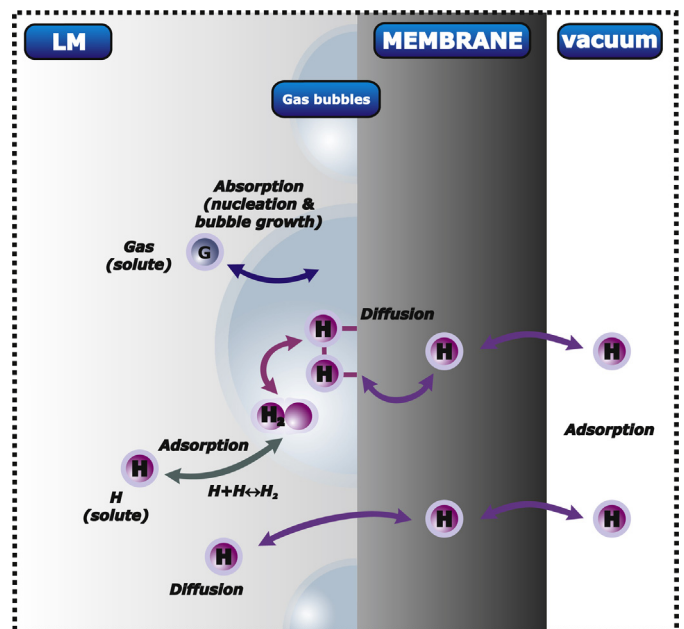 LM
MEMBRANE
vacuum
Gas bubbles
Absorption
(nucleation &
bubble growth)
Gas
(solute)
G
H
Diffusion
H
H
H
H₂
Adsorption
Adsorption
H
H
(solute)
H+H↔H₂
H
H
H
Diffusion